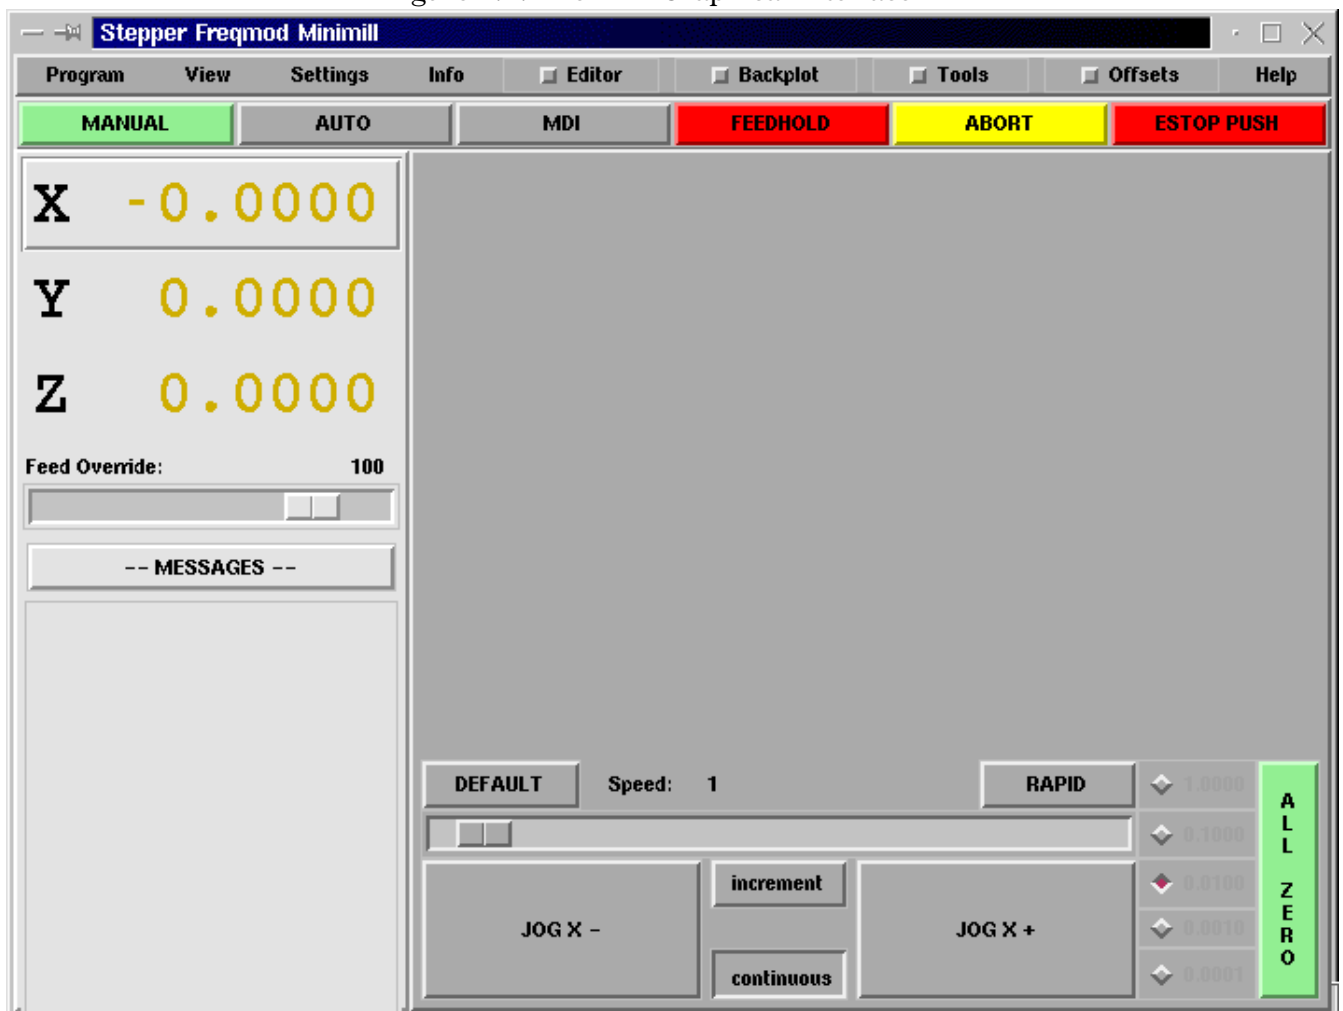 Stepper Freqmod Minimill
Program View Settings Info Editor Backplot Tools Offsets Help
MANUAL AUTO MDI FEEDHOLD ABORT ESTOP PUSH
X -0.0000
Y 0.0000
Z 0.0000
Feed Override: 100
-- MESSAGES --
DEFAULT Speed: 1 RAPID
1.0000
0.1000
0.0100
0.0010
0.0001
increment
JOG X -
JOG X +
continuous
ALL ZERO